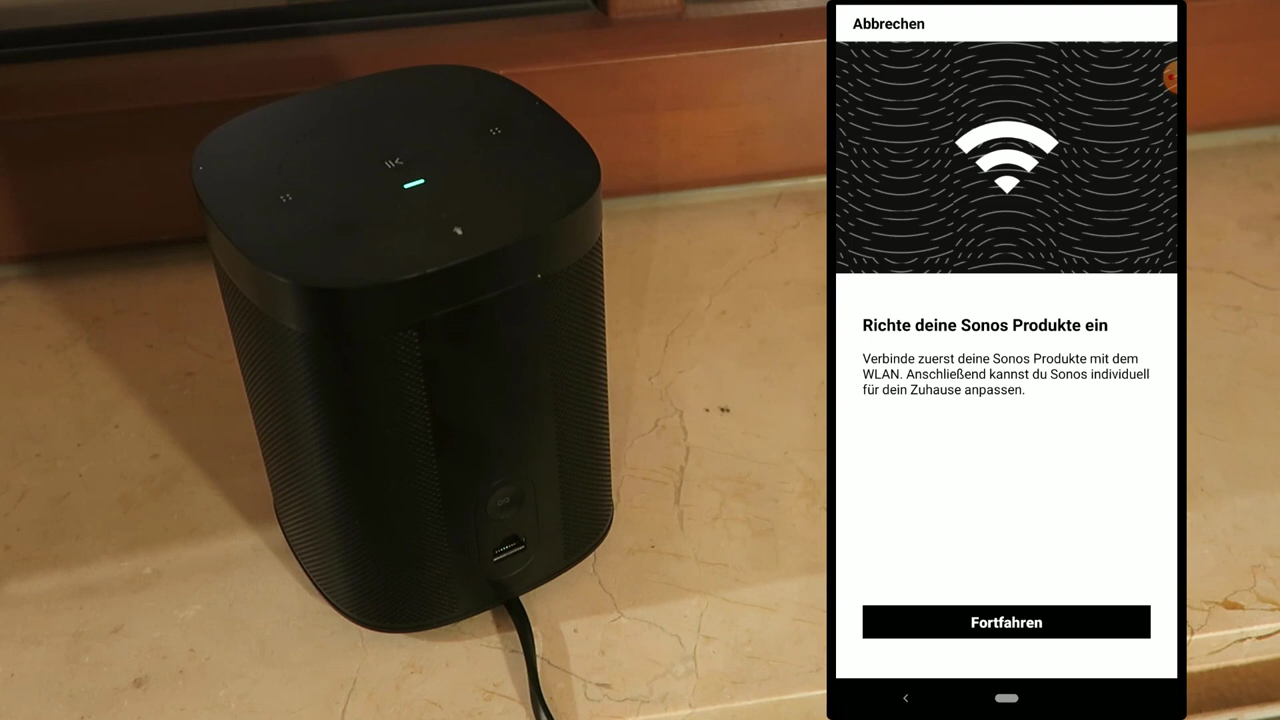 Abbrechen
Richte deine Sonos Produkte ein
Verbinde zuerst deine Sonos Produkte mit dem
WLAN. Anschließend kannst du Sonos individuell
für dein Zuhause anpassen.
Fortfahren